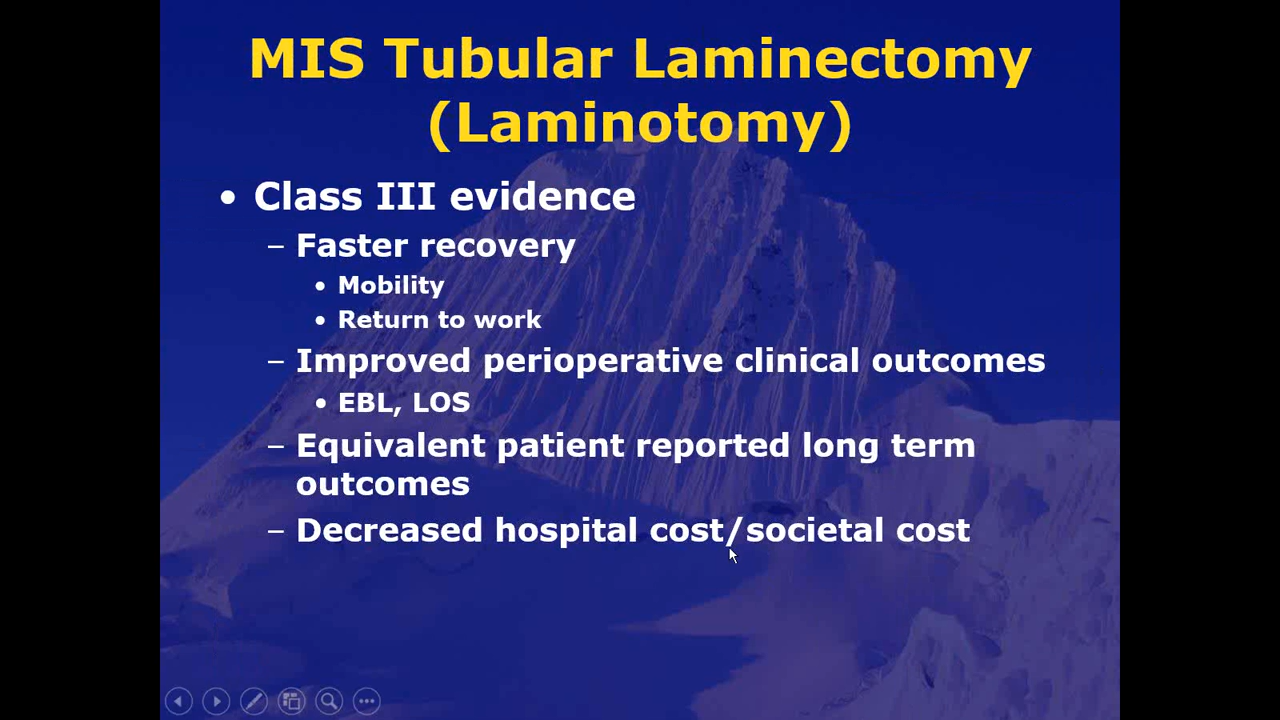 MIS Tubular Laminectomy
(Laminotomy)
• Class III evidence
– Faster recovery
• Mobility
• Return to work
– Improved perioperative clinical outcomes
• EBL, LOS
– Equivalent patient reported long term
outcomes
– Decreased hospital cost/societal cost